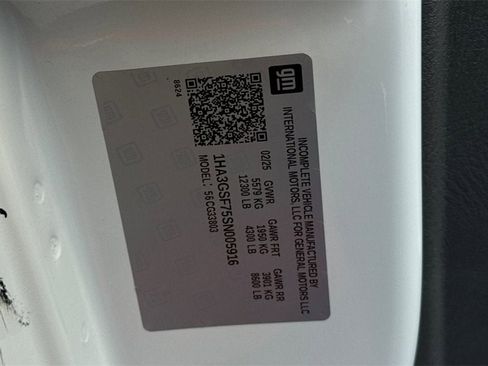 gm
INCOMPLETE VEHICLE MANUFACTURED BY
INTERNATIONAL MOTORS, LLC FOR GENERAL MOTORS LLC
02/25 GVWR GAWR FRT GAWR RR
5579 KG 1950 KG 3901 KG
12300 LB 4300 LB 8600 LB
1HA3GSF75SN005916
MODEL: 56CG33803
8624